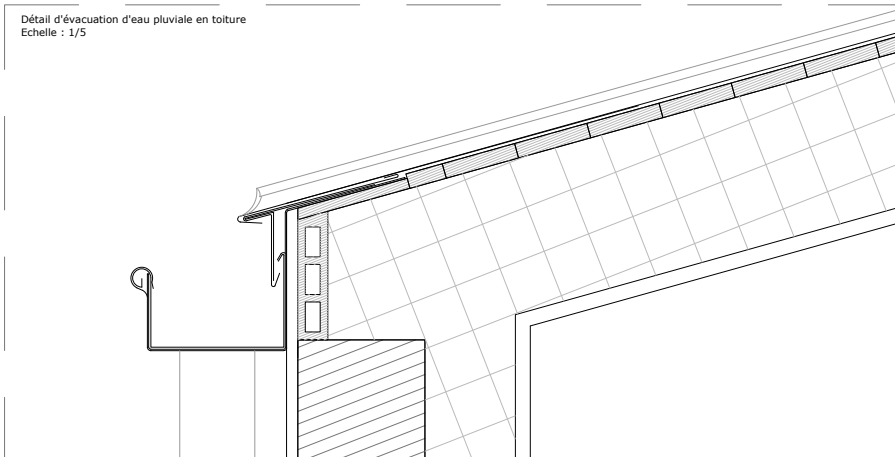 Détail d'évacuation d'eau pluviale en toiture
Echelle : 1/5